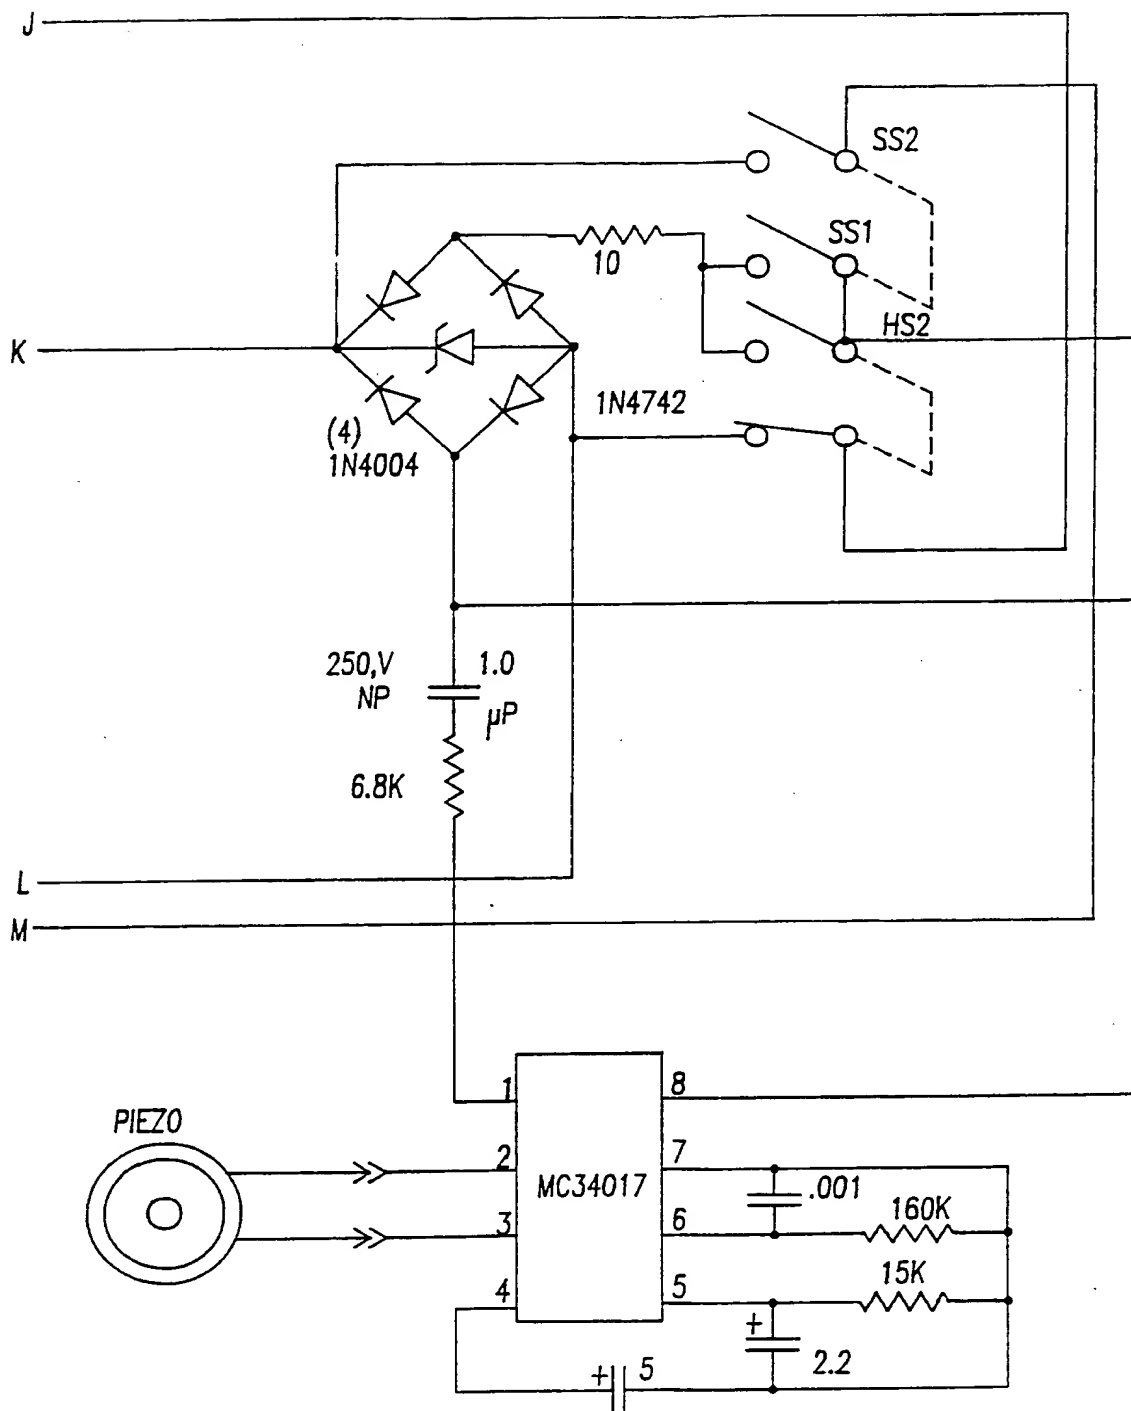 J
SS2
SS1
10
HS2
K
1N4742
(4)
1N4004
250,V
NP
1.0
µP
6.8K
L
M
PIEZO
1
8
2
7
MC34017
.001
3
6
160K
4
5
15K
+
2.2
+
5